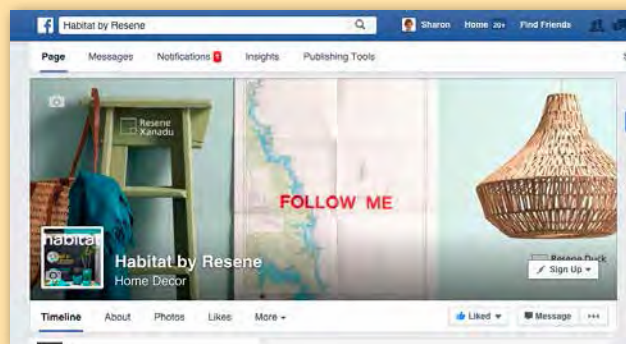 Habitat by Resene
Sharon Home 20+ Find Friends
Page Messages Notifications 1 Insights Publishing Tools
Resene
Xanadu
FOLLOW ME
habitat
Habitat by Resene
Home Decor
Resene Duck
Sign Up
Timeline About Photos Likes More
Liked Message